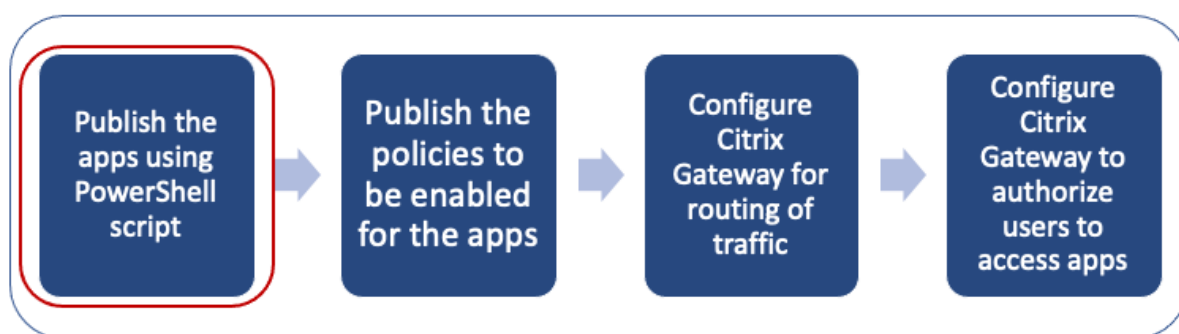 Publish the
apps using
PowerShell
script
Publish the
policies to
be enabled
for the apps
Configure
Citrix
Gateway for
routing of
traffic
Configure
Citrix
Gateway to
authorize
users to
access apps